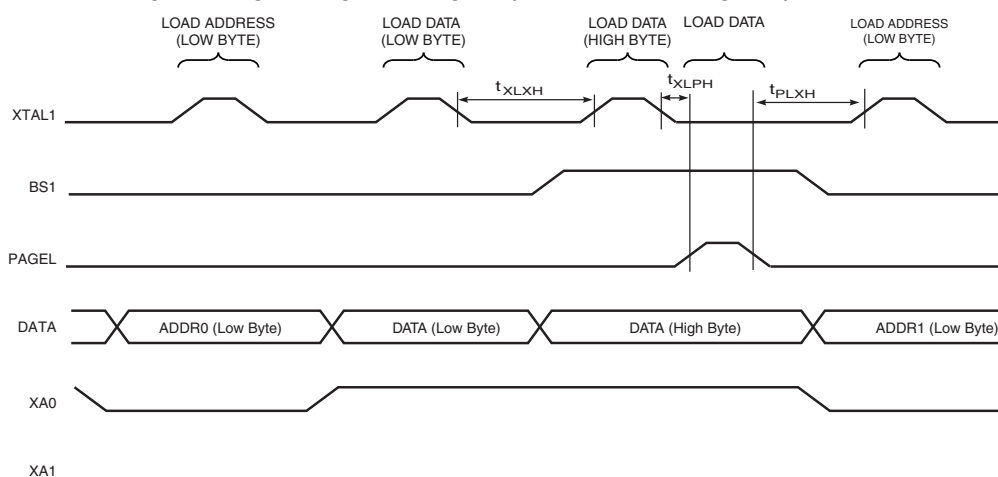 LOAD ADDRESS
(LOW BYTE)
LOAD DATA
(LOW BYTE)
LOAD DATA
(HIGH BYTE)
LOAD DATA
LOAD ADDRESS
(LOW BYTE)
tXLXH
tXLPH
tPLXH
XTAL1
BS1
PAGEL
DATA
ADDR0 (Low Byte)
DATA (Low Byte)
DATA (High Byte)
ADDR1 (Low Byte)
XA0
XA1